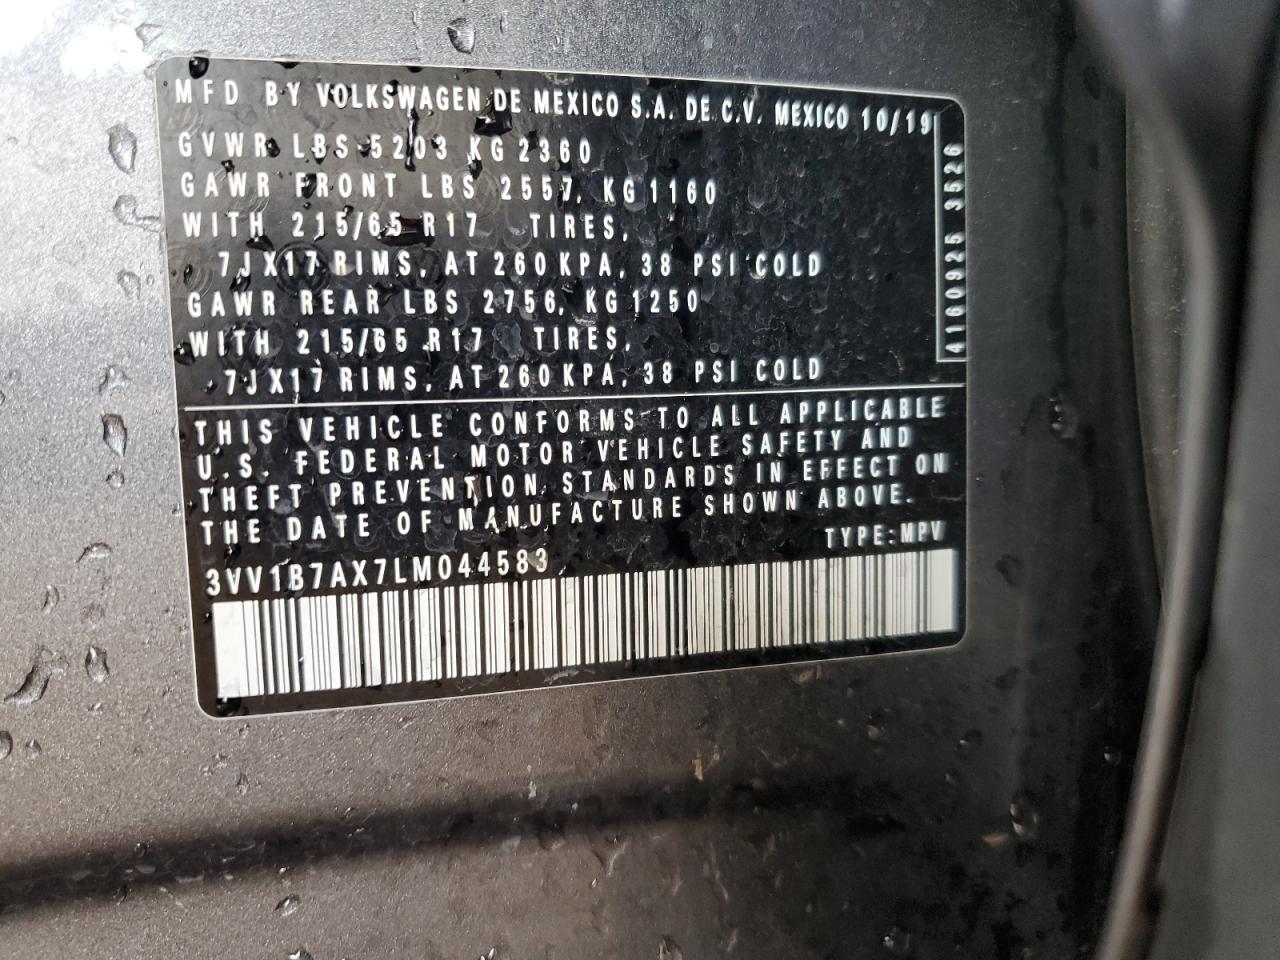 MFD BY VOLKSWAGEN DE MEXICO S.A. DE C.V. MEXICO 10/19
GVWR LBS 5203 KG 2360
GAWR FRONT LBS 2557, KG 1160
WITH 215/65 R17 TIRES,
7JX17 RIMS, AT 260 KPA, 38 PSI COLD
GAWR REAR LBS 2756, KG 1250
WITH 215/65 R17 TIRES,
7JX17 RIMS, AT 260 KPA, 38 PSI COLD
4160925 3526
THIS VEHICLE CONFORMS TO ALL APPLICABLE
U.S. FEDERAL MOTOR VEHICLE SAFETY AND
THEFT PREVENTION STANDARDS IN EFFECT ON
THE DATE OF MANUFACTURE SHOWN ABOVE.
TYPE: MPV
3VV1B7AX7LM044583